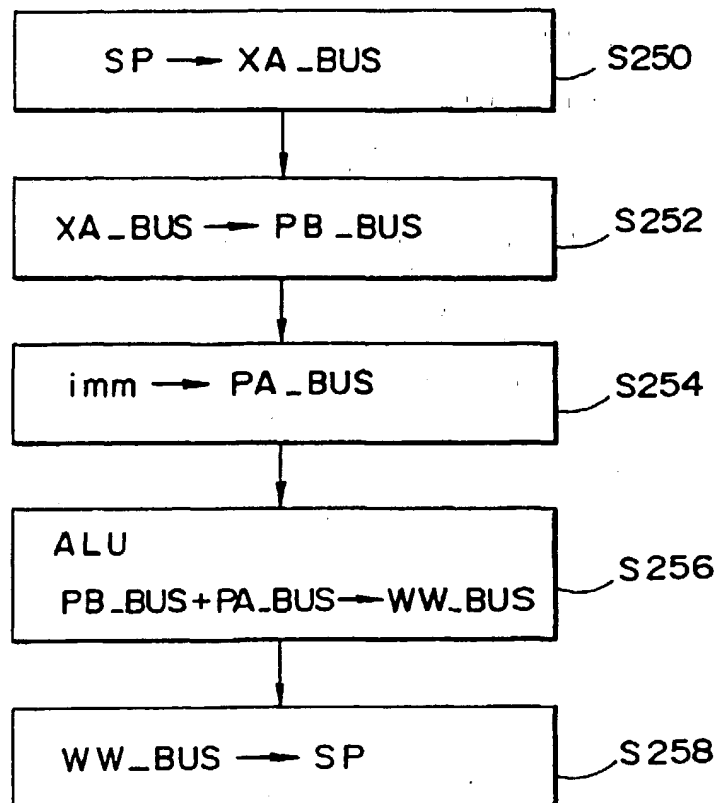 SP → XA_BUS
S250
XA_BUS → PB_BUS
S252
imm → PA_BUS
S254
ALU
PB_BUS+PA_BUS→WW_BUS
S256
WW_BUS → SP
S258